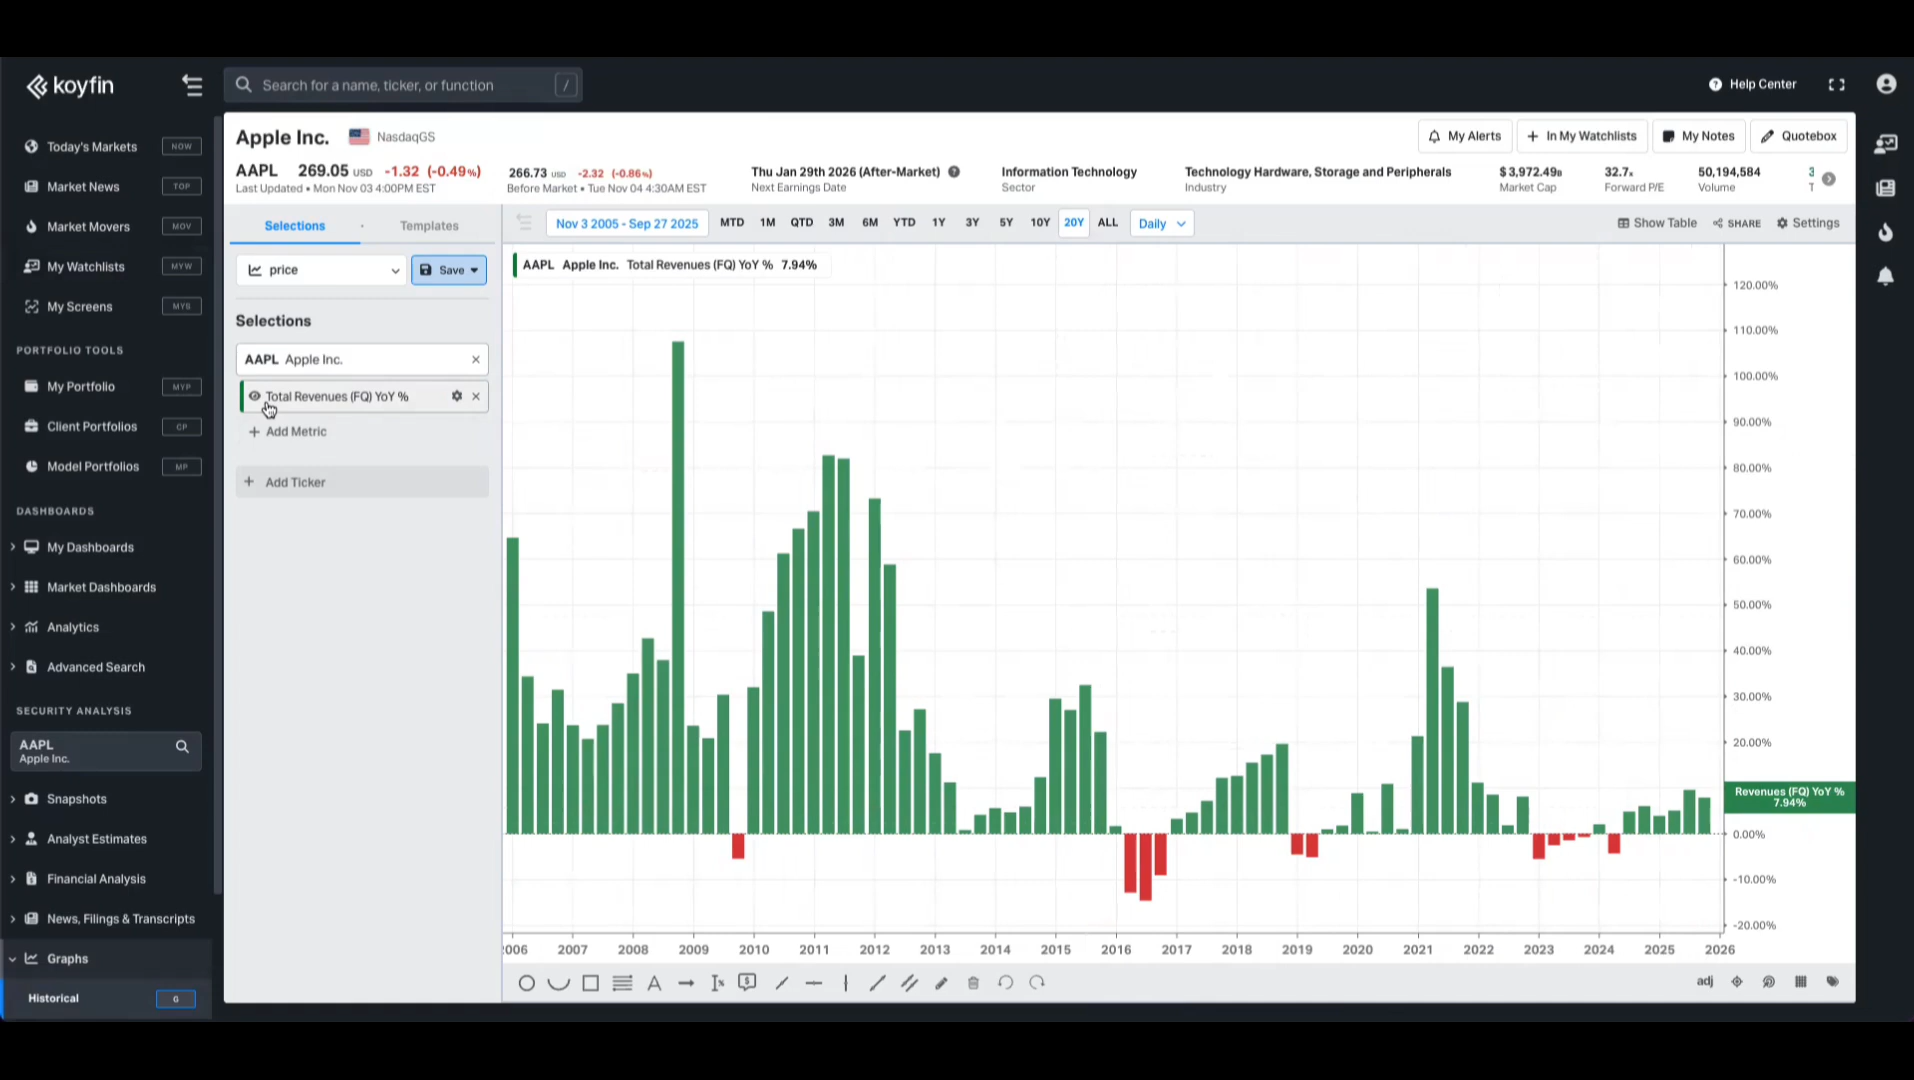 koyfin
Search for a name, ticker, or function /
Help Center
Today's Markets NOW
Market News TOP
Market Movers MOV
My Watchlists MYW
My Screens MYS
PORTFOLIO TOOLS
My Portfolio MYP
Client Portfolios CP
Model Portfolios MP
DASHBOARDS
My Dashboards
Market Dashboards
Analytics
Advanced Search
SECURITY ANALYSIS
AAPL
Apple Inc.
Snapshots
Analyst Estimates
Financial Analysis
News, Filings & Transcripts
Graphs
Historical G
Apple Inc. NasdaqGS
My Alerts + In My Watchlists My Notes Quotebox
AAPL 269.05 USD -1.32 (-0.49%)
Last Updated • Mon Nov 03 4:00PM EST
266.73 USD -2.32 (-0.86%)
Before Market • Tue Nov 04 4:30AM EST
Thu Jan 29th 2026 (After-Market) ?
Next Earnings Date
Information Technology
Sector
Technology Hardware, Storage and Peripherals
Industry
$ 3,972.49B
Market Cap
32.7x
Forward P/E
50,194,584
Volume
Selections Templates
price Save
Selections
AAPL Apple Inc. ×
Total Revenues (FQ) YoY % ×
+ Add Metric
+ Add Ticker
Nov 3 2005 - Sep 27 2025 MTD 1M QTD 3M 6M YTD 1Y 3Y 5Y 10Y 20Y ALL Daily
Show Table SHARE Settings
AAPL Apple Inc. Total Revenues (FQ) YoY % 7.94%
120.00%
110.00%
100.00%
90.00%
80.00%
70.00%
60.00%
50.00%
40.00%
30.00%
20.00%
Revenues (FQ) YoY %
7.94%
0.00%
-10.00%
-20.00%
2006 2007 2008 2009 2010 2011 2012 2013 2014 2015 2016 2017 2018 2019 2020 2021 2022 2023 2024 2025 2026
adj